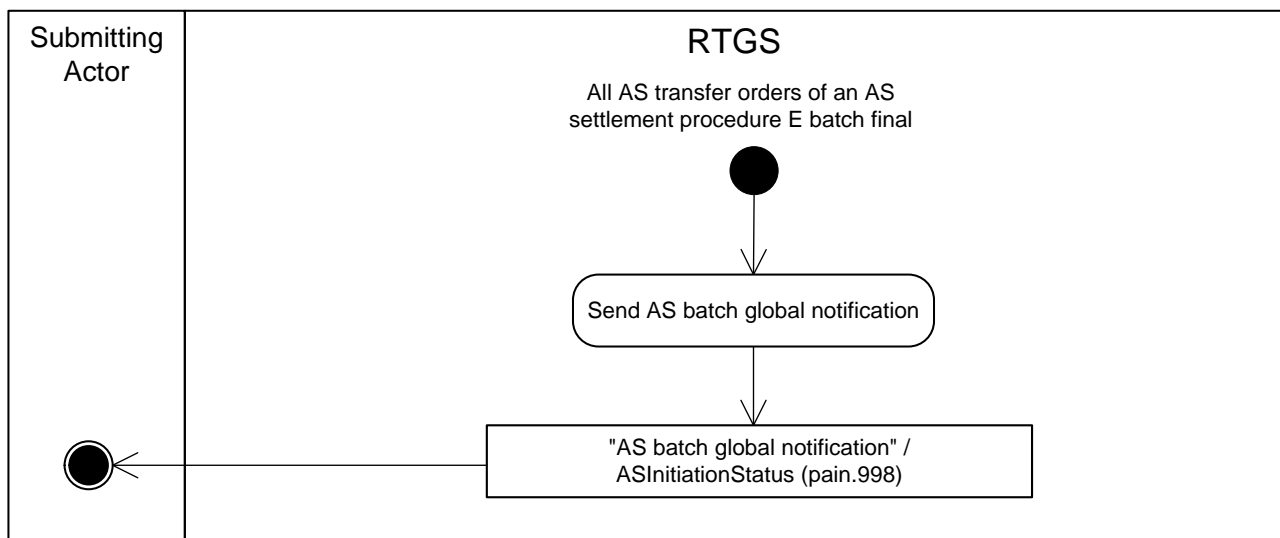 Submitting
Actor
RTGS
All AS transfer orders of an AS
settlement procedure E batch final
Send AS batch global notification
"AS batch global notification" /
ASInitiationStatus (pain.998)